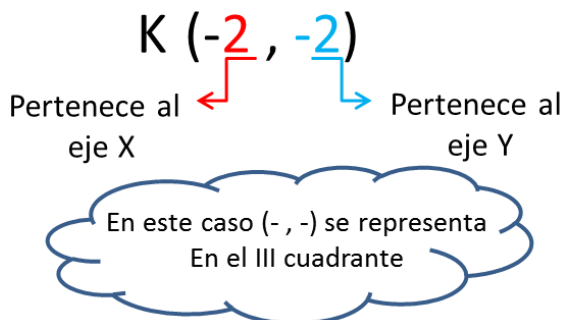 K (-2 , -2)
Pertenece al
eje X
Pertenece al
eje Y
En este caso (- , -) se representa
En el III cuadrante